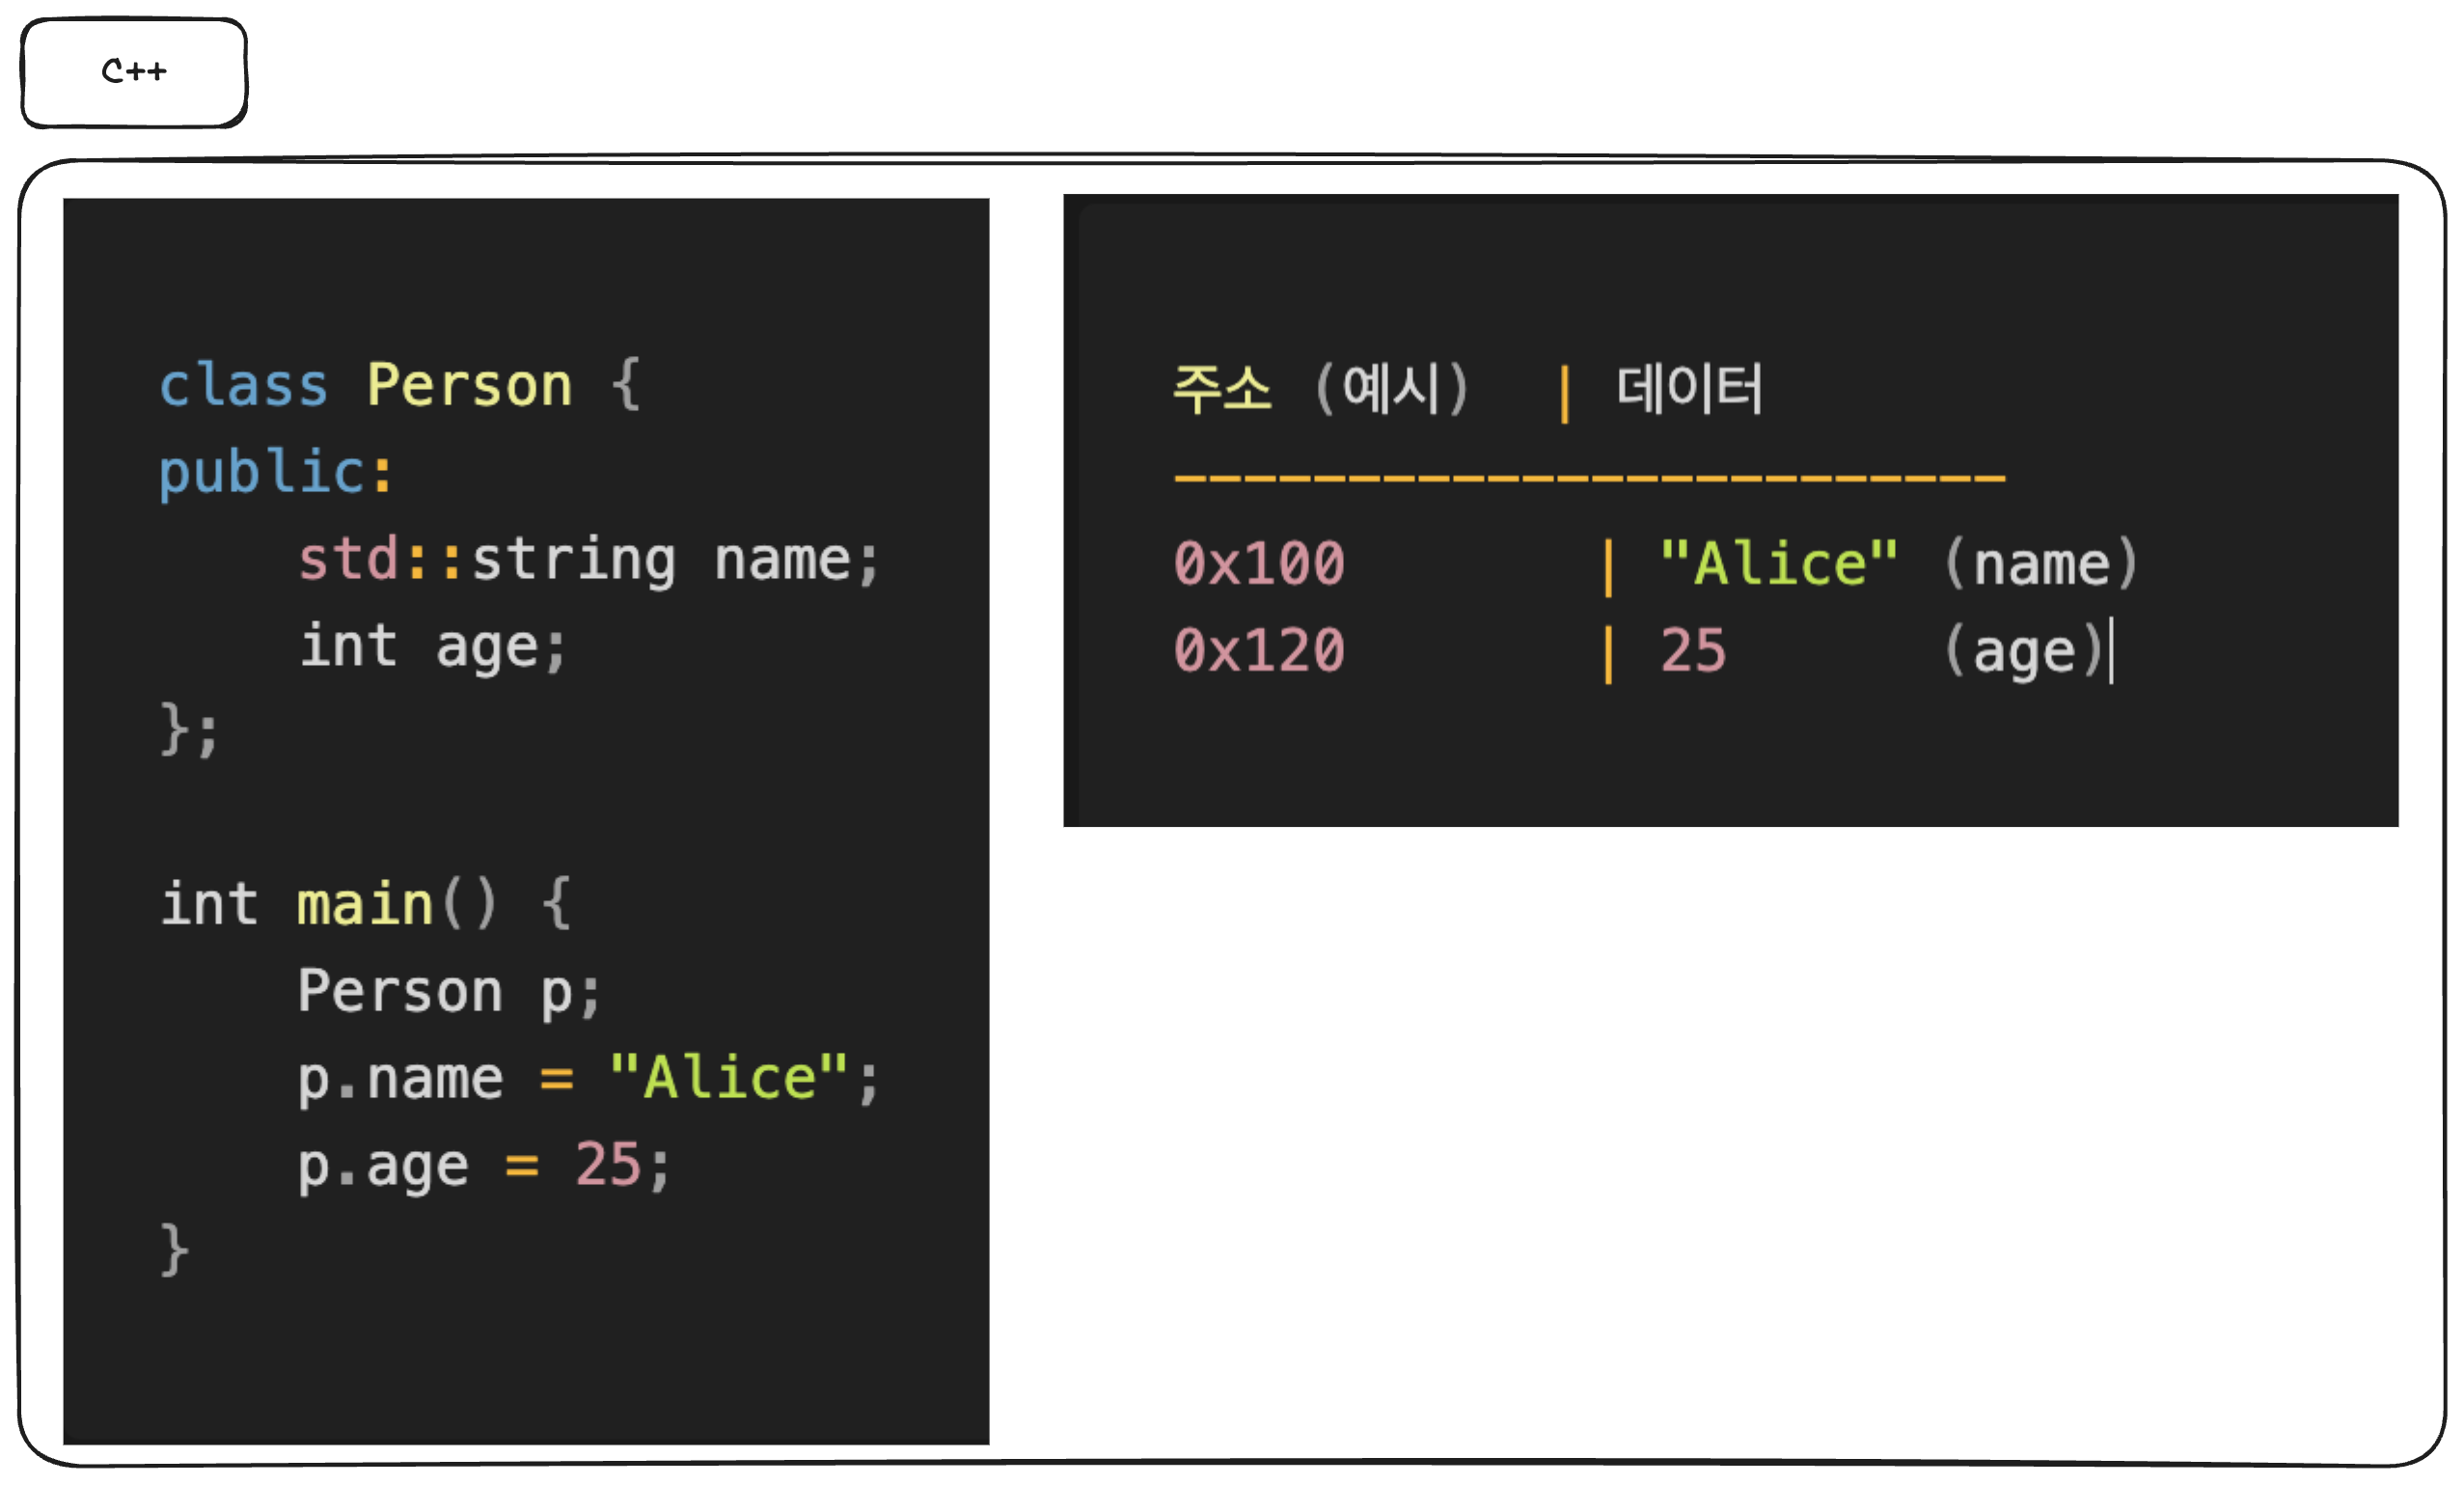 C++
class Person {
public:
    std::string name;
    int age;
};
int main() {
    Person p;
    p.name = "Alice";
    p.age = 25;
}
주소 (예시)  | 데이터
------------------------
0x100       | "Alice" (name)
0x120       | 25      (age)